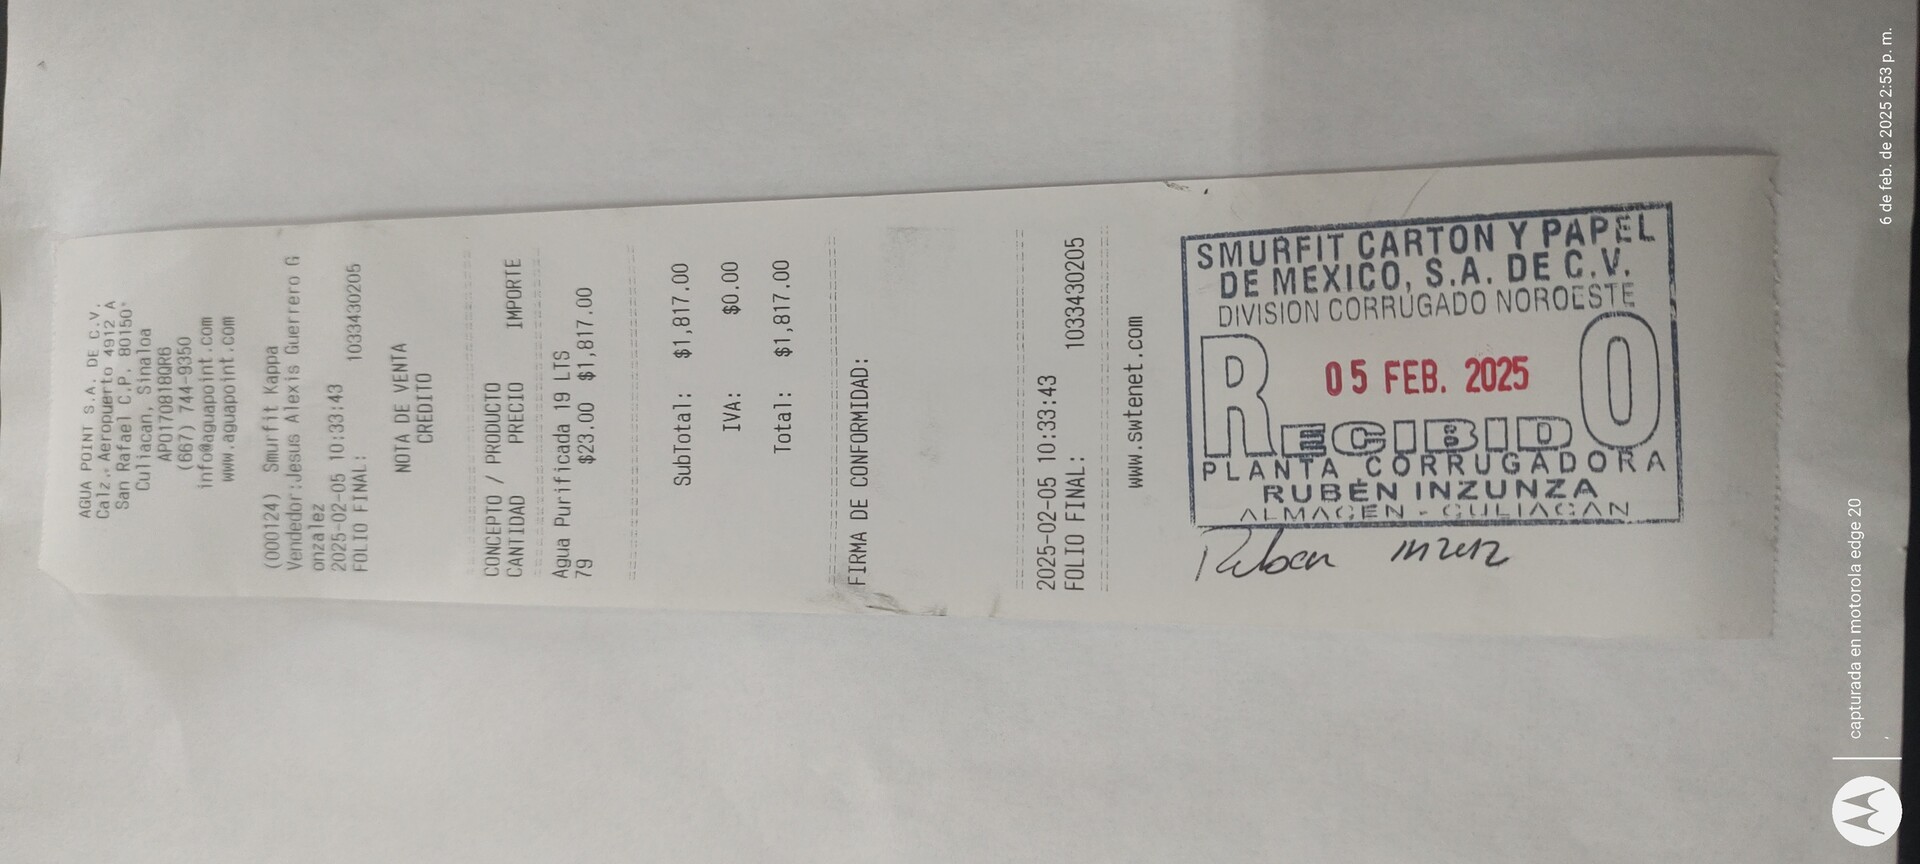 AGUA POINT S.A. DE C.V.
Calz. Aeropuerto 4912 A
San Rafael C.P. 80150
Culiacan, Sinaloa
APO170818QR6
(667) 744-9350
info@aguapoint.com
www.aguapoint.com
(000124) Smurfit Kappa
Vendedor:Jesus Alexis Guerrero G
onzalez
2025-02-05 10:33:43
FOLIO FINAL: 1033430205
NOTA DE VENTA
CREDITO
CONCEPTO / PRODUCTO
CANTIDAD PRECIO IMPORTE
Agua Purificada 19 LTS
79 $23.00 $1,817.00
SubTotal: $1,817.00
IVA: $0.00
Total: $1,817.00
FIRMA DE CONFORMIDAD:
2025-02-05 10:33:43
FOLIO FINAL: 1033430205
www.swtenet.com
SMURFIT CARTON Y PAPEL
DE MEXICO, S.A. DE C.V.
DIVISION CORRUGADO NOROESTE
05 FEB. 2025
RECIBIDO
PLANTA CORRUGADORA
RUBÉN INZUNZA
ALMACEN - CULIACAN
Ruben
capturada en motorola edge 20
6 de feb. de 2025 2:53 p. m.